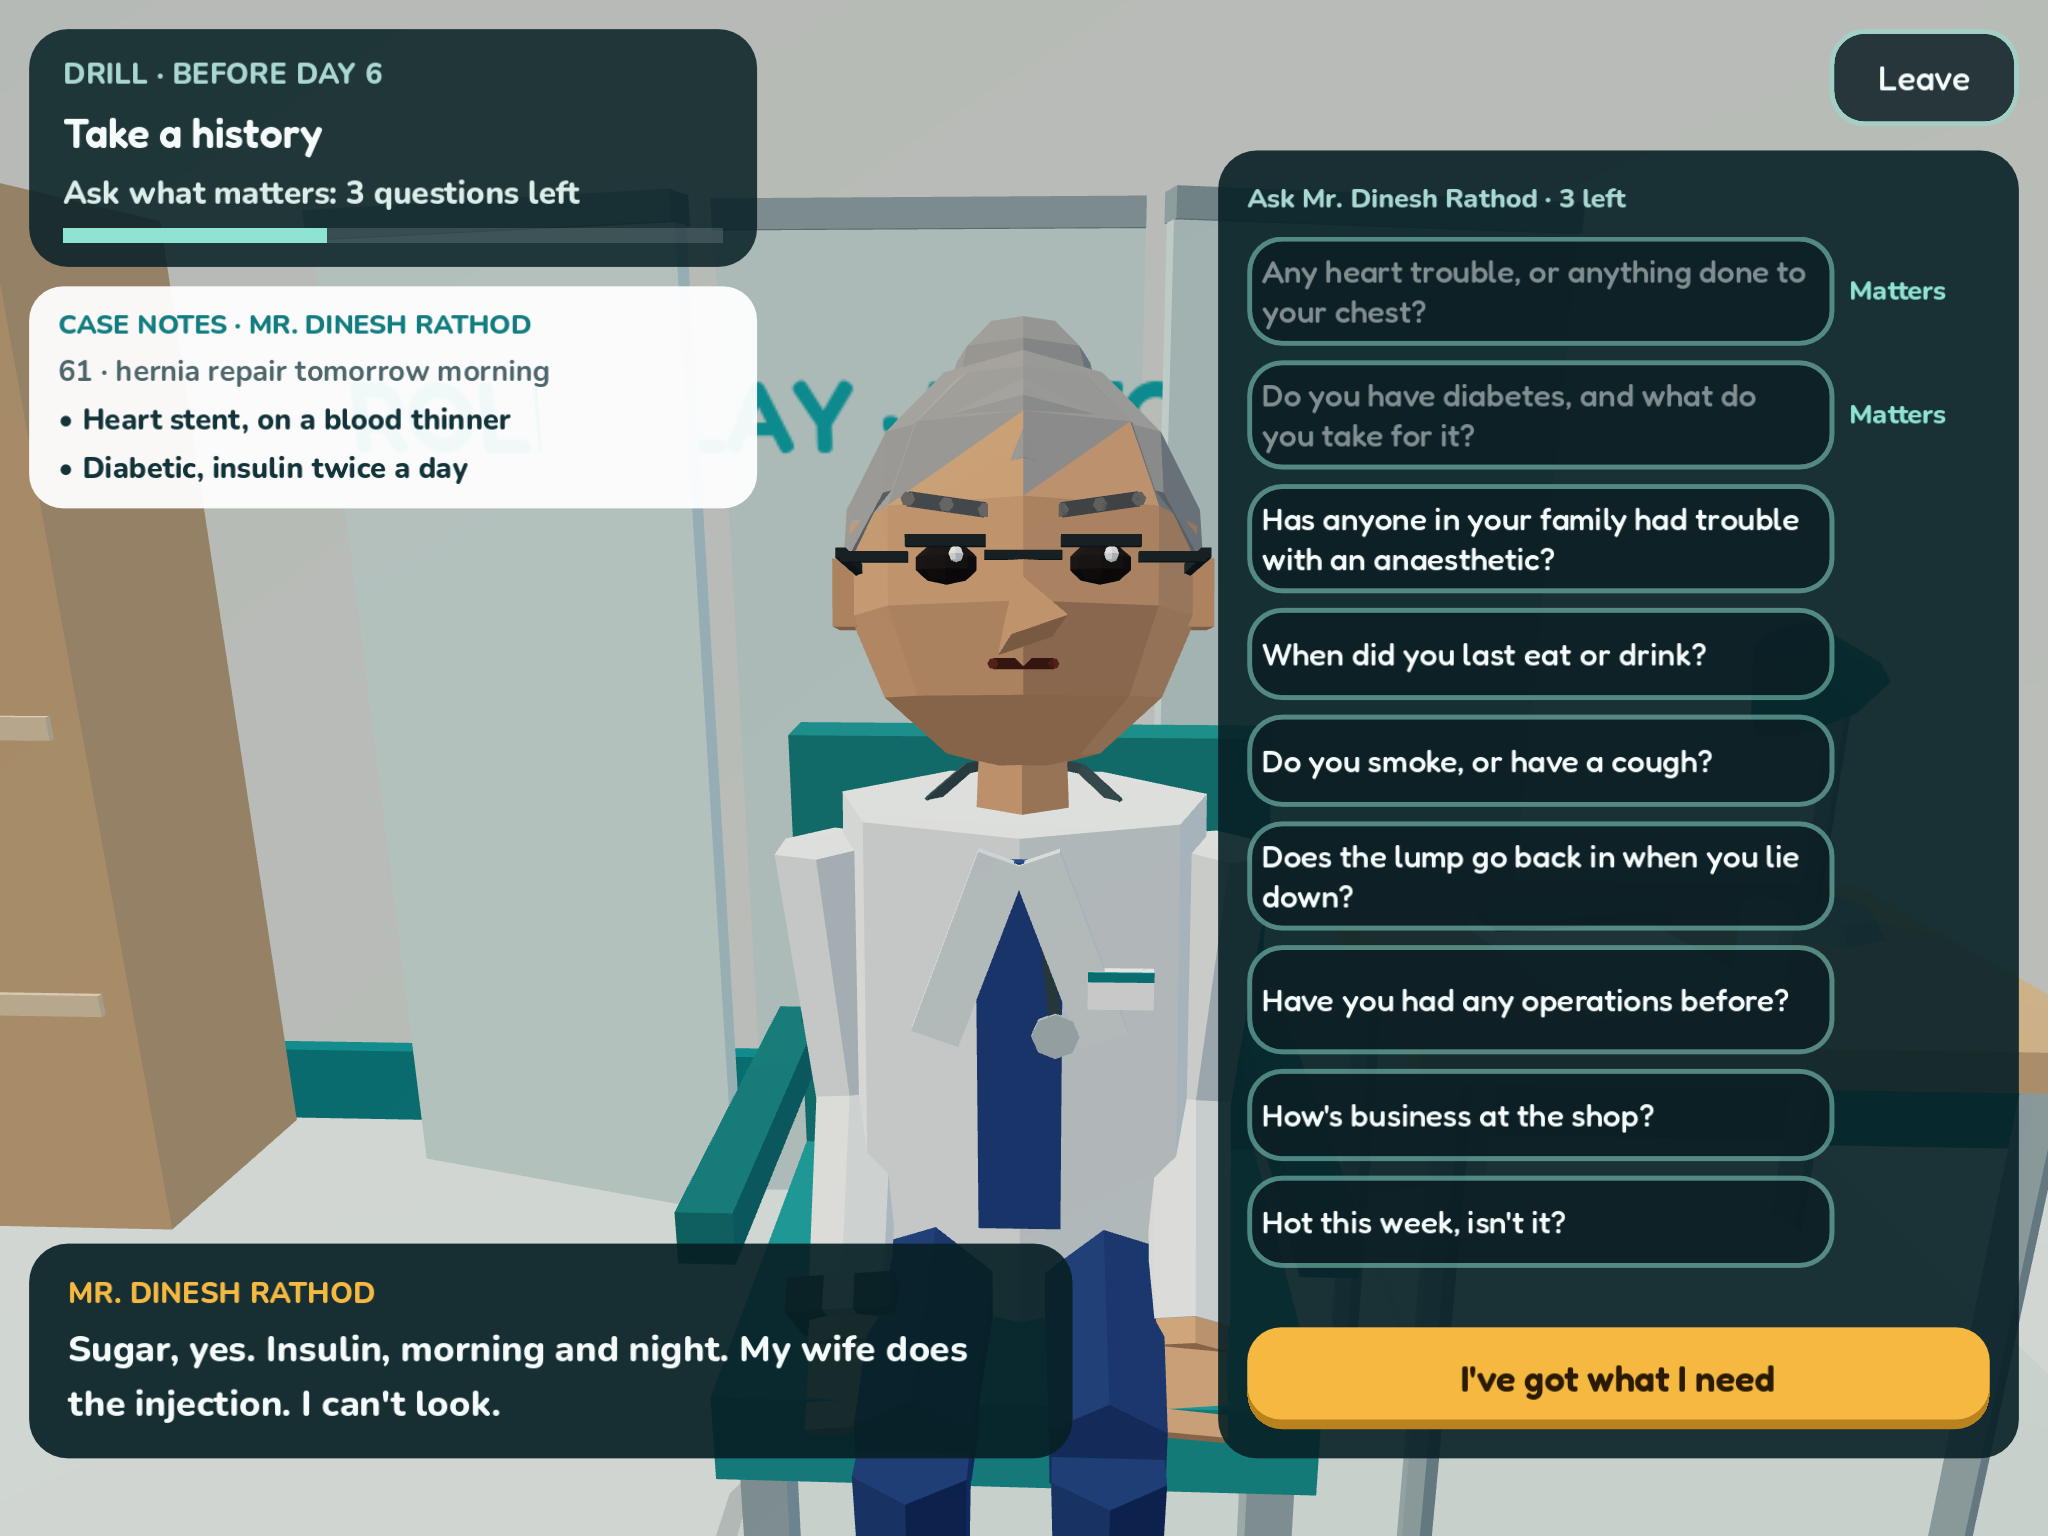 DRILL · BEFORE DAY 6
Take a history
Ask what matters: 3 questions left
CASE NOTES · MR. DINESH RATHOD
61 · hernia repair tomorrow morning
• Heart stent, on a blood thinner
• Diabetic, insulin twice a day
Leave
Ask Mr. Dinesh Rathod · 3 left
Any heart trouble, or anything done to
your chest?
Matters
Do you have diabetes, and what do
you take for it?
Matters
Has anyone in your family had trouble
with an anaesthetic?
When did you last eat or drink?
Do you smoke, or have a cough?
Does the lump go back in when you lie
down?
Have you had any operations before?
How's business at the shop?
Hot this week, isn't it?
I've got what I need
MR. DINESH RATHOD
Sugar, yes. Insulin, morning and night. My wife does
the injection. I can't look.